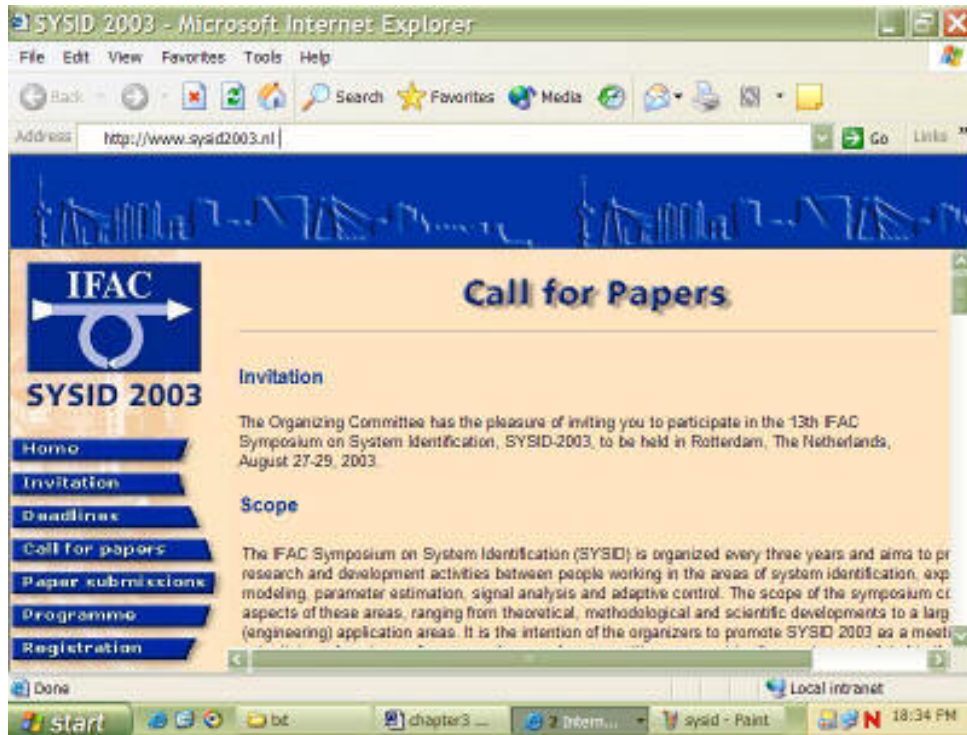 SYSID 2003 - Microsoft Internet Explorer
File Edit View Favorites Tools Help
Back Search Favorites Media
Address http://www.sysid2003.nl Go Links »
IFAC
SYSID 2003
Home
Invitation
Deadlines
Call for papers
Paper submissions
Programme
Registration
Call for Papers
Invitation
The Organizing Committee has the pleasure of inviting you to participate in the 13th IFAC
Symposium on System Identification, SYSID-2003, to be held in Rotterdam, The Netherlands,
August 27-29, 2003.
Scope
The IFAC Symposium on System Identification (SYSID) is organized every three years and aims to pr
research and development activities between people working in the areas of system identification, exp
modeling, parameter estimation, signal analysis and adaptive control. The scope of the symposium co
aspects of these areas, ranging from theoretical, methodological and scientific developments to a larg
(engineering) application areas. It is the intention of the organizers to promote SYSID 2003 as a meeti
Done Local intranet
start txt chapter3 ... 2 Intern... sysid - Paint N 18:34 PM